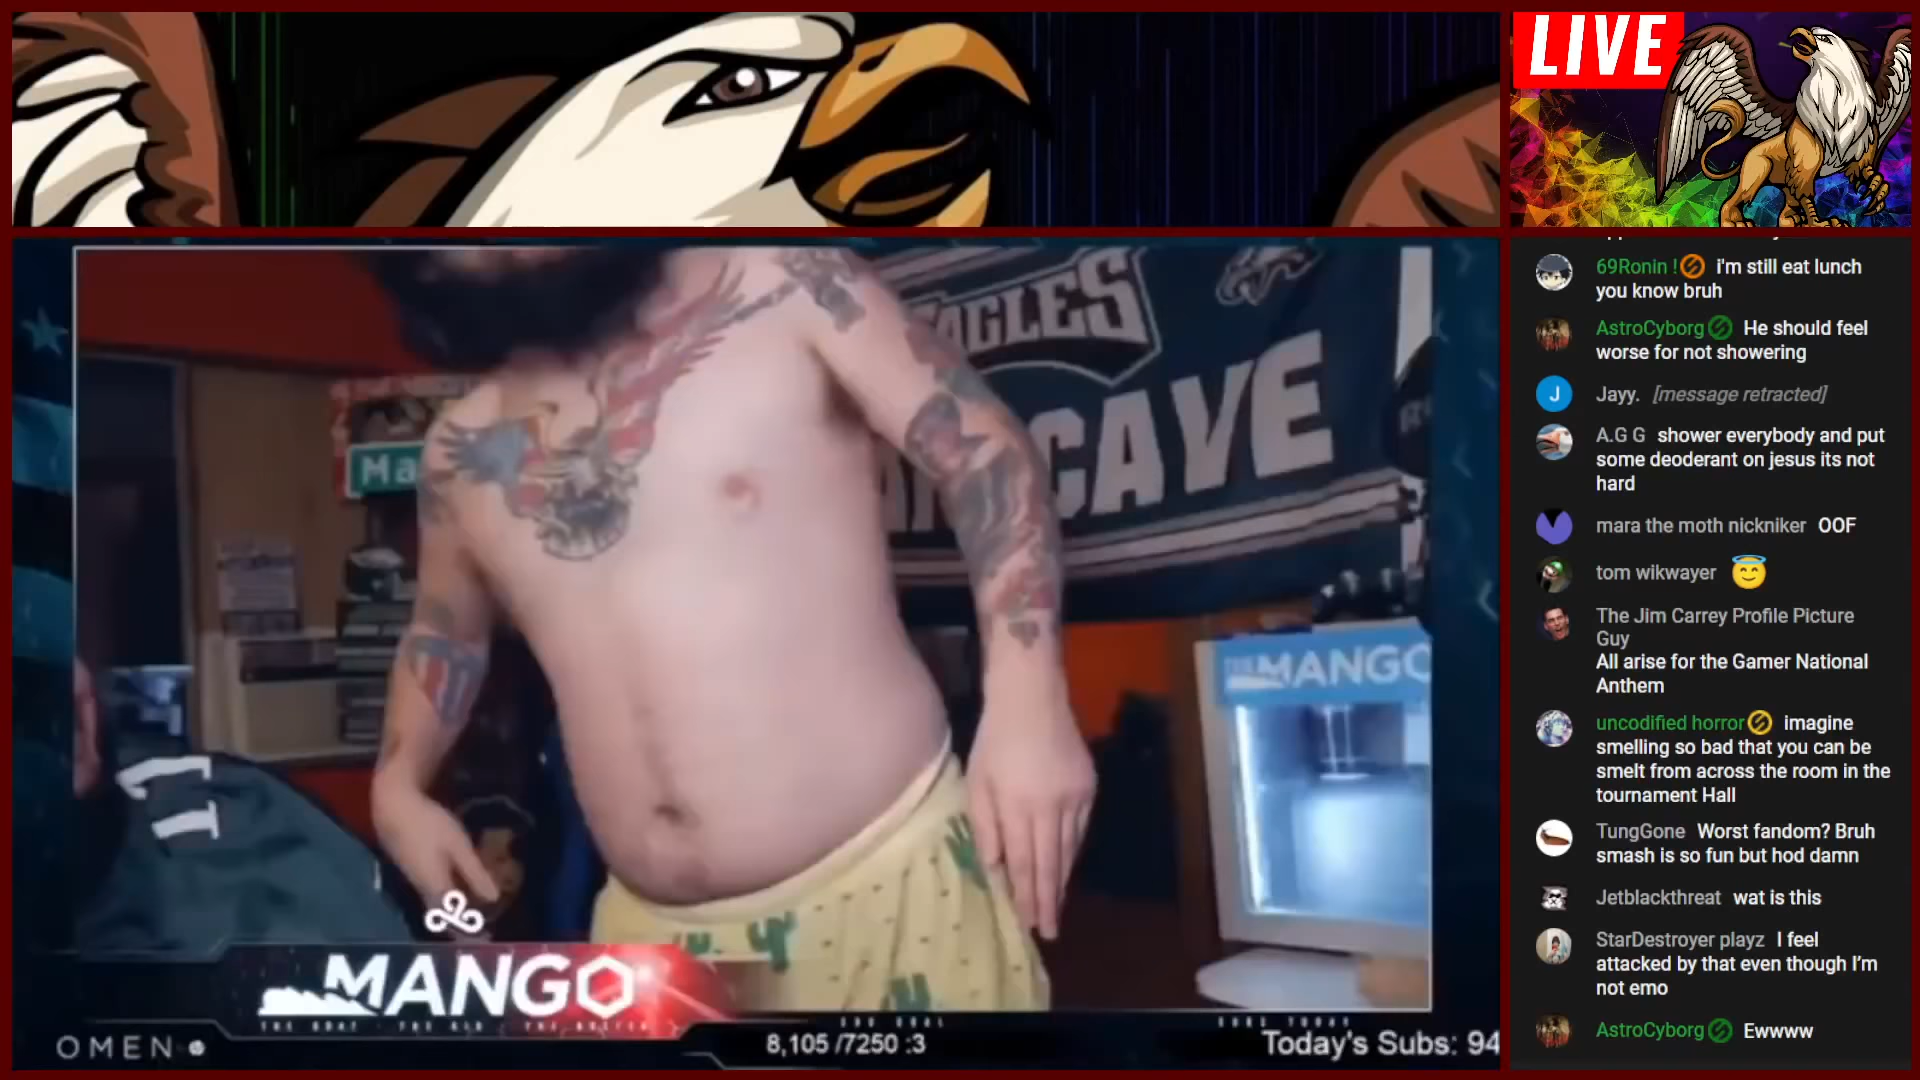 LIVE
69Ronin ! i'm still eat lunch
you know bruh
AstroCyborg He should feel
worse for not showering
J Jayy. [message retracted]
A.G G shower everybody and put
some deoderant on jesus its not
hard
mara the moth nickniker OOF
tom wikwayer 😇
The Jim Carrey Profile Picture
Guy
All arise for the Gamer National
Anthem
uncodified horror imagine
smelling so bad that you can be
smelt from across the room in the
tournament Hall
TungGone Worst fandom? Bruh
smash is so fun but hod damn
Jetblackthreat wat is this
StarDestroyer playz I feel
attacked by that even though I'm
not emo
AstroCyborg Ewwww
EAGLES
CAVE
Ma
MANGO
MANGO
OMEN
8,105 /7250 :3
Today's Subs: 94